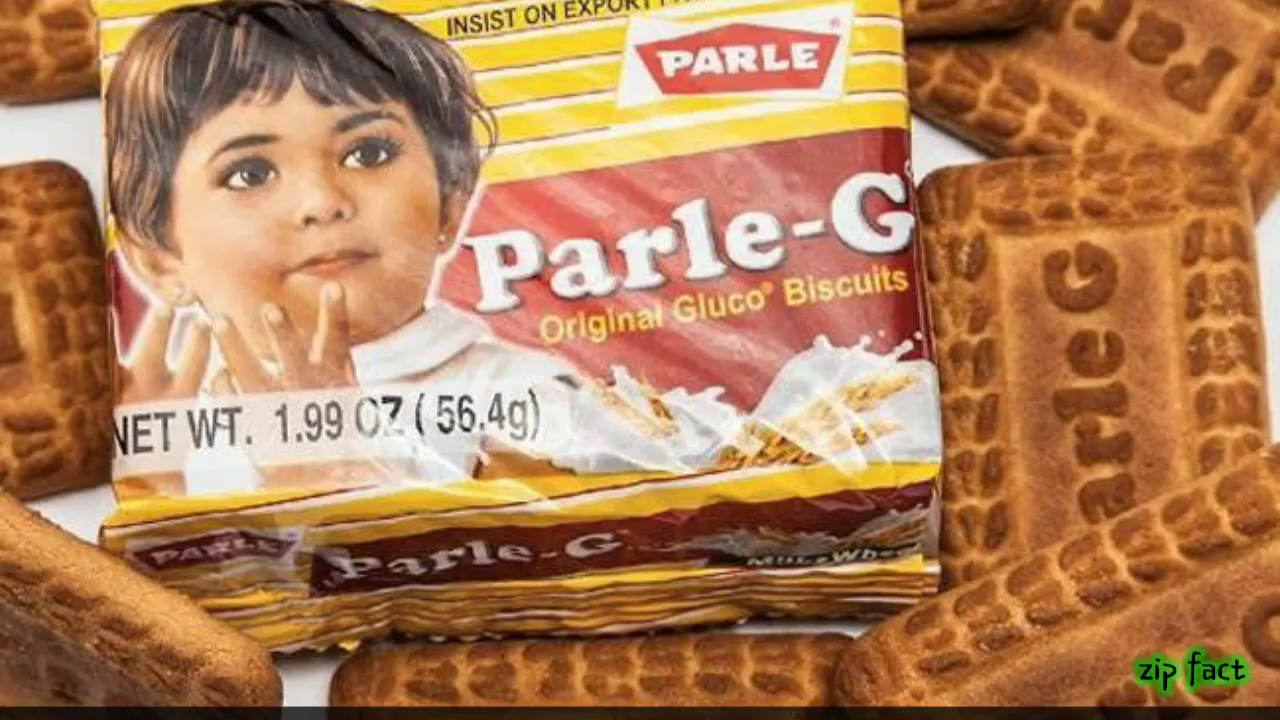 INSIST ON EXPORT
PARLE®
Parle-G
Original Gluco® Biscuits
NET WT. 1.99 OZ (56.4g)
PARLE
Parle-G
arleG
zip fact